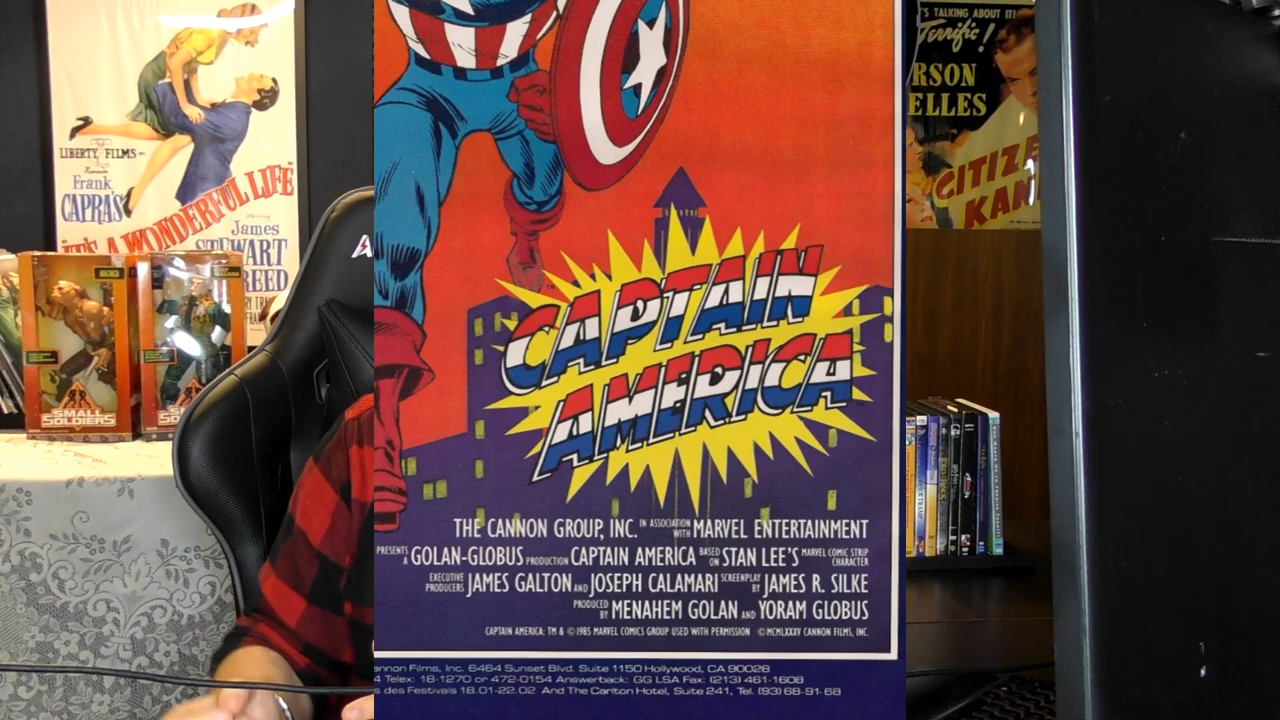 LIBERTY FILMS
Frank
CAPRA'S
IT'S A WONDERFUL LIFE
James
STEWART
REED
SMALL
SOLDIERS
CAPTAIN
AMERICA
THE CANNON GROUP, INC. IN ASSOCIATION WITH MARVEL ENTERTAINMENT
PRESENTS A GOLAN-GLOBUS PRODUCTION CAPTAIN AMERICA BASED ON STAN LEE'S MARVEL COMIC STRIP CHARACTER
EXECUTIVE PRODUCERS JAMES GALTON AND JOSEPH CALAMARI SCREENPLAY BY JAMES R. SILKE
PRODUCED BY MENAHEM GOLAN AND YORAM GLOBUS
CAPTAIN AMERICA: TM & ©1985 MARVEL COMICS GROUP USED WITH PERMISSION ©MCMLXXXV CANNON FILMS, INC.
annon Films, Inc. 6464 Sunset Blvd. Suite 1150 Hollywood, CA 90028
4 Telex: 18-1270 or 472-0154 Answerback: GG LSA Fax: (213) 461-1608
s des Festivals 18.01-22.02 And The Carlton Hotel, Suite 241, Tel. (93) 68-91-68
'S TALKING ABOUT IT!
Terrific!
RSON
ELLES
CITIZE
KAN